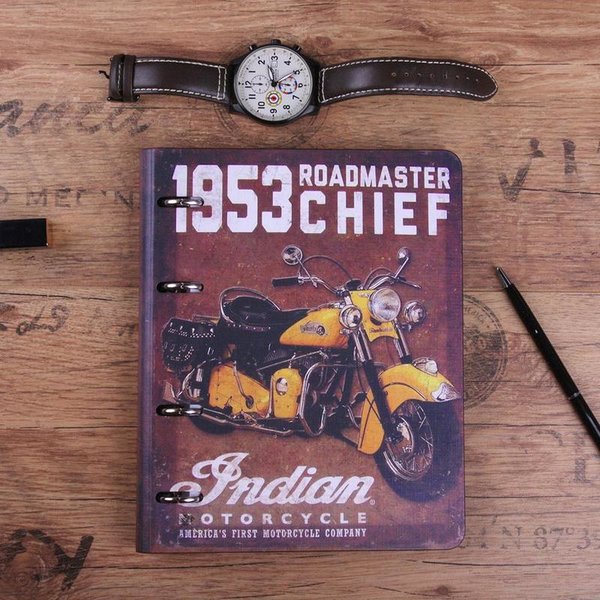 1953 ROADMASTER
CHIEF
Indian
MOTORCYCLE
AMERICA'S FIRST MOTORCYCLE COMPANY